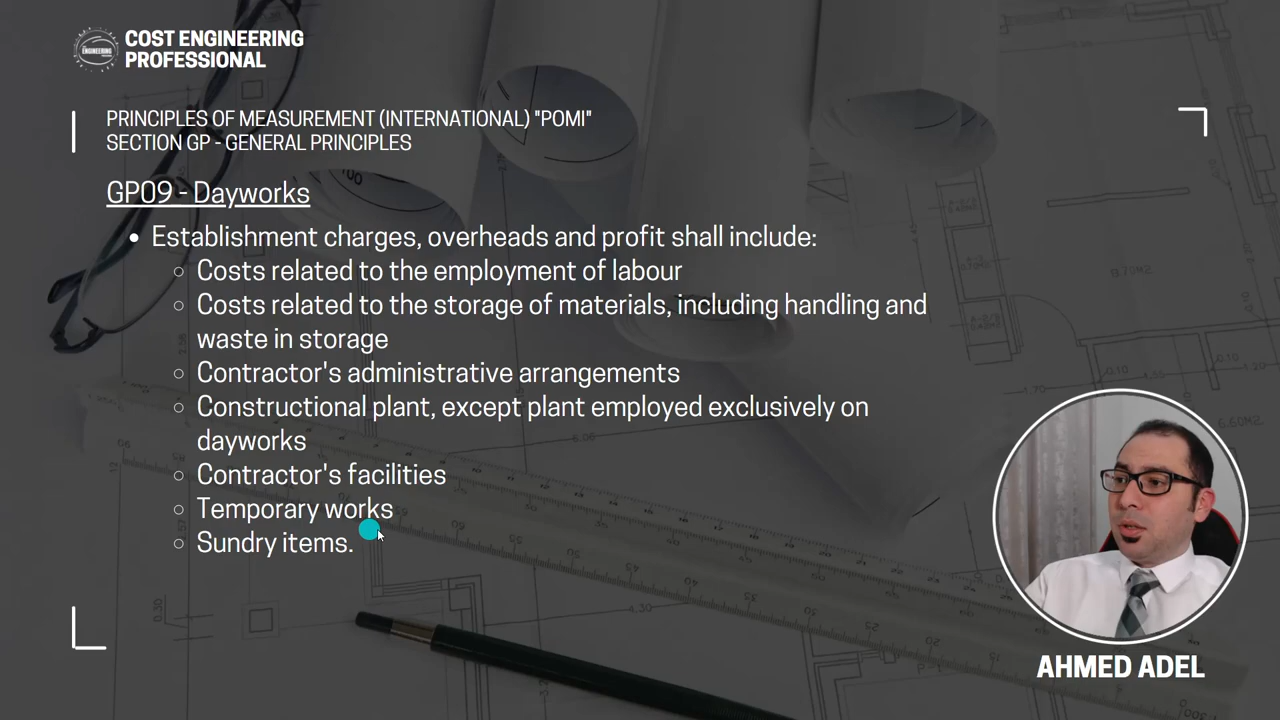 COST ENGINEERING
PROFESSIONAL
ENGINEERING
PRINCIPLES OF MEASUREMENT (INTERNATIONAL) "POMI"
SECTION GP - GENERAL PRINCIPLES
GP09 - Dayworks
• Establishment charges, overheads and profit shall include:
○ Costs related to the employment of labour
○ Costs related to the storage of materials, including handling and
waste in storage
○ Contractor's administrative arrangements
○ Constructional plant, except plant employed exclusively on
dayworks
○ Contractor's facilities
○ Temporary works
○ Sundry items.
AHMED ADEL